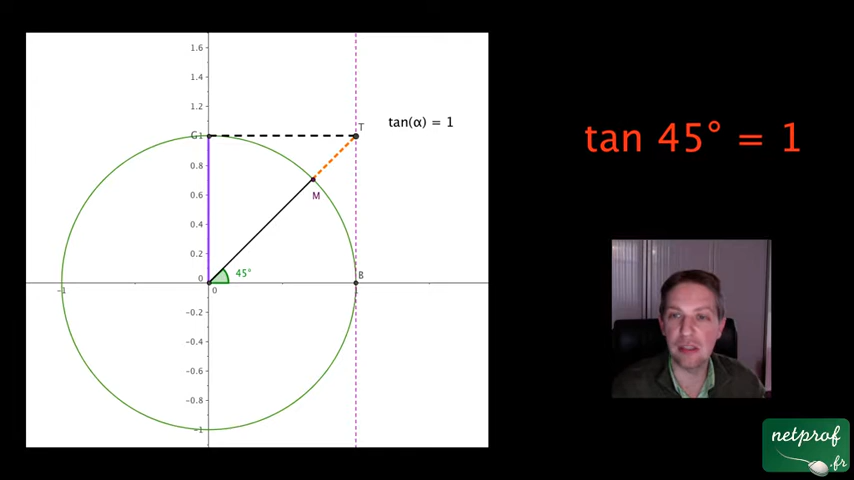 1.6
1.4
1.2
G1
T
tan(α) = 1
0.8
M
0.6
0.4
0.2
45°
B
0
-1
0
1
-0.2
-0.4
-0.6
-0.8
-1
tan 45° = 1
netprof
.fr